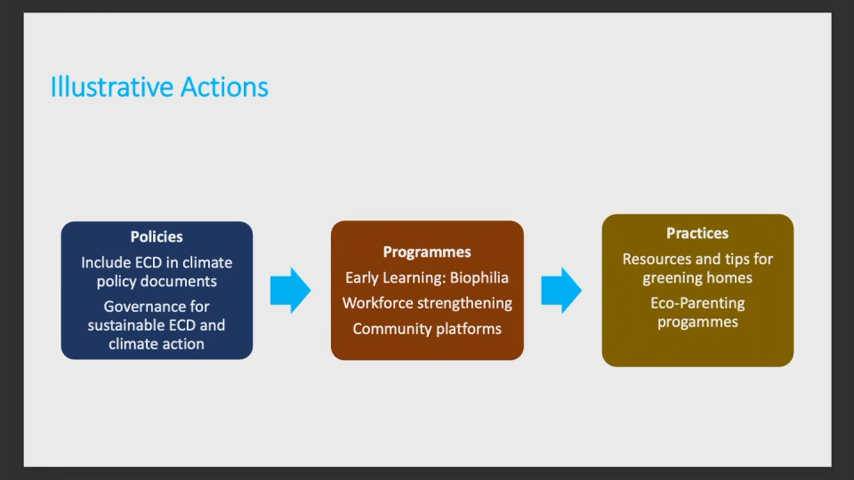 Illustrative Actions
Policies
Include ECD in climate
policy documents
Governance for
sustainable ECD and
climate action
Programmes
Early Learning: Biophilia
Workforce strengthening
Community platforms
Practices
Resources and tips for
greening homes
Eco-Parenting
progammes